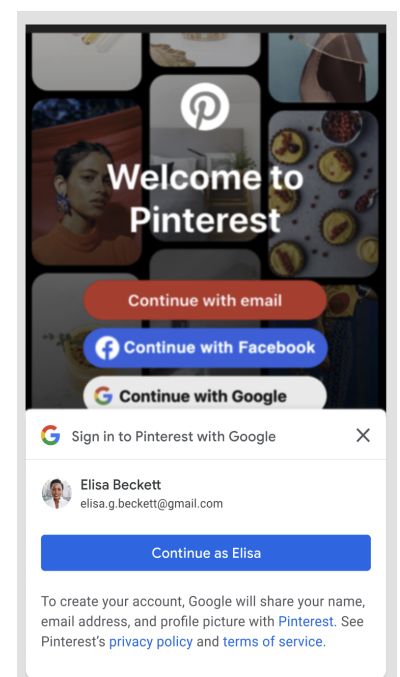 Welcome to
Pinterest
Continue with email
Continue with Facebook
Continue with Google
Sign in to Pinterest with Google
Elisa Beckett
elisa.g.beckett@gmail.com
Continue as Elisa
To create your account, Google will share your name,
email address, and profile picture with Pinterest. See
Pinterest’s privacy policy and terms of service.